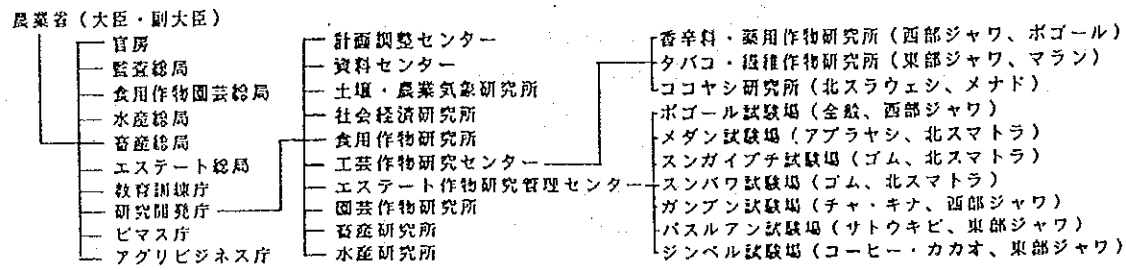 農業省(大臣・副大臣)
官房
監査総局
食用作物園芸総局
水産総局
畜産総局
エステート総局
教育訓練庁
研究開発庁
ビマス庁
アグリビジネス庁
計画調整センター
資料センター
土壌・農業気象研究所
社会経済研究所
食用作物研究所
工芸作物研究センター
エステート作物研究管理センター
園芸作物研究所
畜産研究所
水産研究所
香辛料・薬用作物研究所(西部ジャワ、ボゴール)
タバコ・繊維作物研究所(東部ジャワ、マラン)
ココヤシ研究所(北スラウェシ、メナド)
ボゴール試験場(全般、西部ジャワ)
メダン試験場(アブラヤシ、北スマトラ)
スンガイプチ試験場(ゴム、北スマトラ)
スンバワ試験場(ゴム、北スマトラ)
ガンブン試験場(チャ・キナ、西部ジャワ)
パスルアン試験場(サトウキビ、東部ジャワ)
ジンベル試験場(コーヒー・カカオ、東部ジャワ)